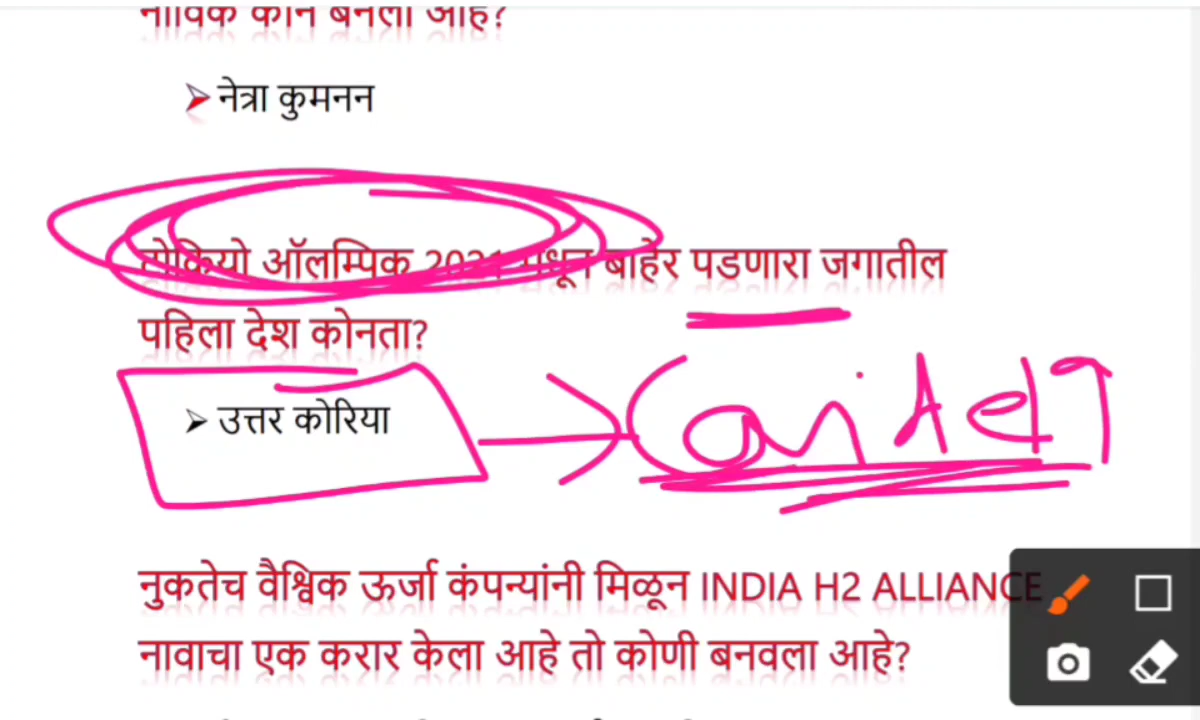 नाविक कोन बनला आहे?
➢ नेत्रा कुमनन
टोकियो ऑलम्पिक 2021 मधून बाहेर पडणारा जगातील
पहिला देश कोनता?
➢ उत्तर कोरिया
नुकतेच वैश्विक ऊर्जा कंपन्यांनी मिळून INDIA H2 ALLIANCE
नावाचा एक करार केला आहे तो कोणी बनवला आहे?